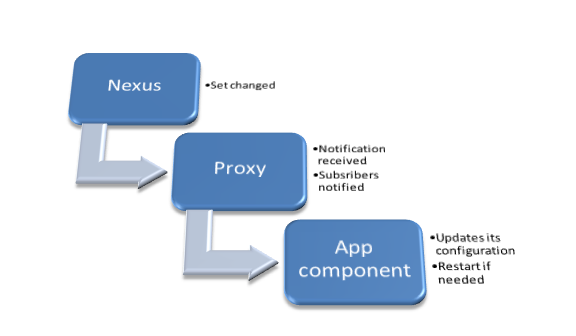 Nexus
•Set changed
Proxy
•Notification
received
•Subsribers
notified
App
component
•Updates its
configuration
•Restart if
needed